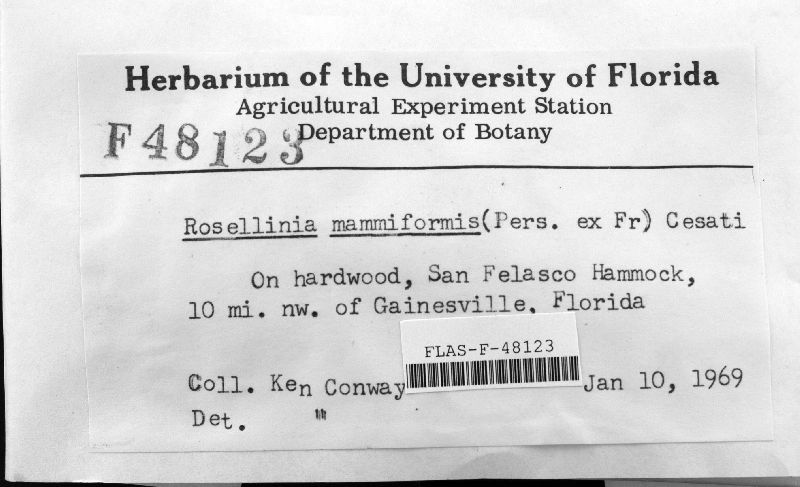 Herbarium of the University of Florida
Agricultural Experiment Station
Department of Botany
F48123
Rosellinia mammiformis(Pers. ex Fr) Cesati
On hardwood, San Felasco Hammock,
10 mi. nw. of Gainesville, Florida
FLAS-F-48123
Coll. Ken Conway Jan 10, 1969
Det. "